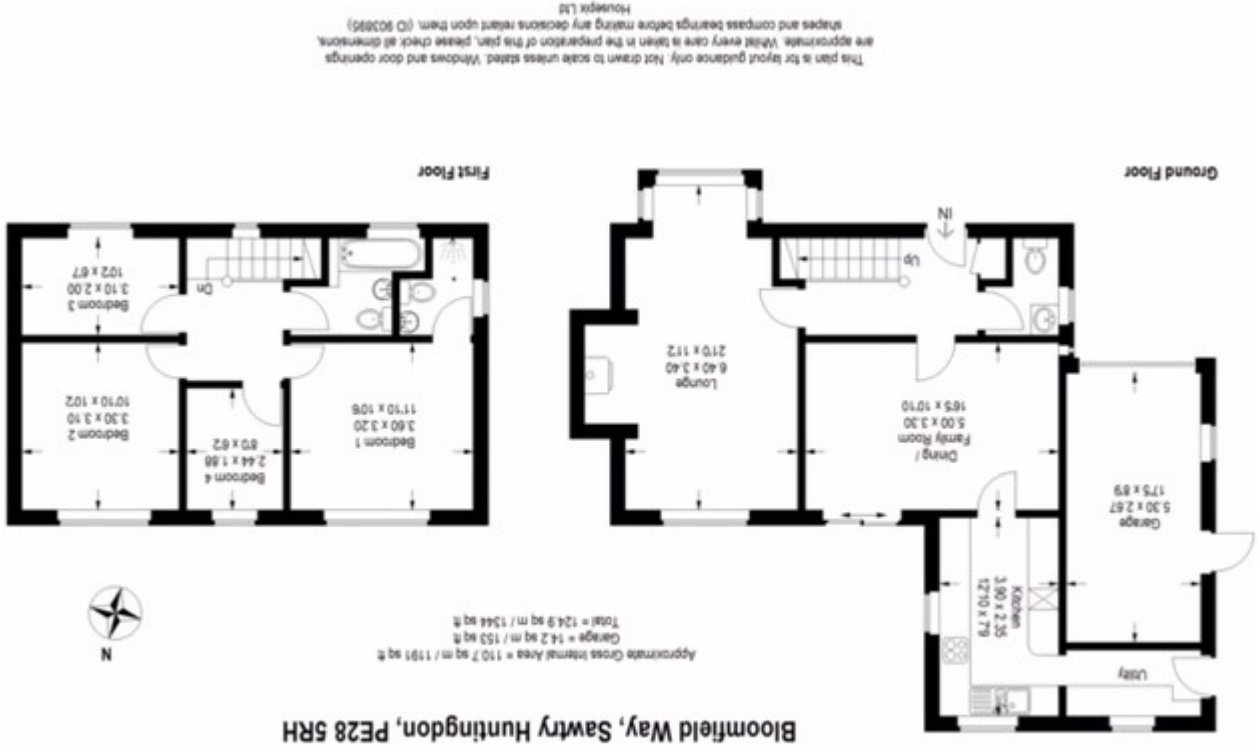 Bloomfield Way, Sawtry Huntingdon, PE28 5RH
Approximate Gross Internal Area = 110.7 sq m / 1191 sq ft
Garage = 14.2 sq m / 153 sq ft
Total = 124.9 sq m / 1344 sq ft
N
Utility
Kitchen
3.90 x 2.35
12'10 x 7'9
Garage
5.30 x 2.67
17'5 x 8'9
Dining /
Family Room
5.00 x 3.30
16'5 x 10'10
Lounge
6.40 x 3.40
21'0 x 11'2
Up
IN
Ground Floor
Bedroom 4
2.44 x 1.88
8'0 x 6'2
Bedroom 1
3.60 x 3.20
11'10 x 10'6
Bedroom 2
3.30 x 3.10
10'10 x 10'2
Bedroom 3
3.10 x 2.00
10'2 x 6'7
Dn
First Floor
This plan is for layout guidance only. Not drawn to scale unless stated. Windows and door openings
are approximate. Whilst every care is taken in the preparation of this plan, please check all dimensions,
shapes and compass bearings before making any decisions reliant upon them. (ID 903895)
Housepix Ltd